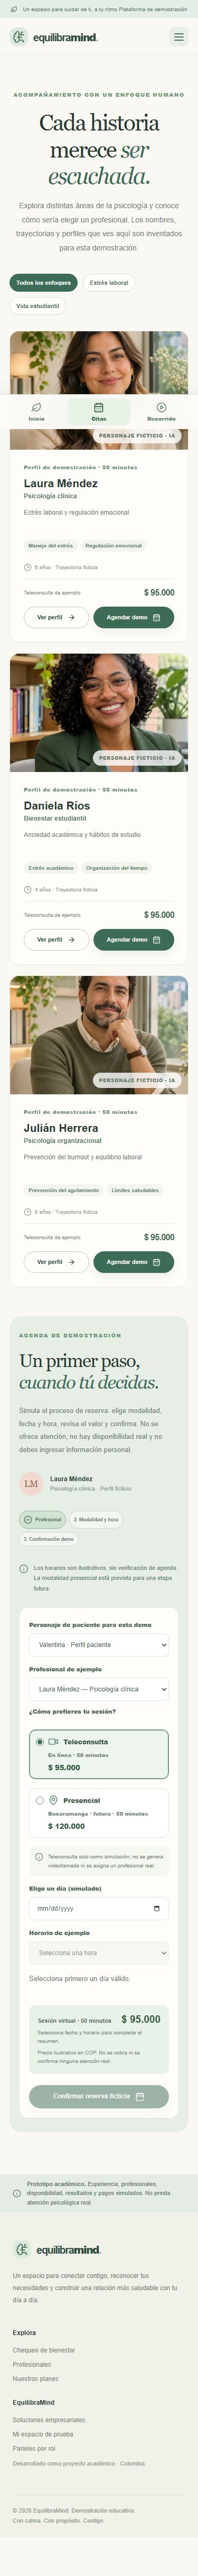 Un espacio para cuidar de ti, a tu ritmo Plataforma de demostración
equilibramind.
ACOMPAÑAMIENTO CON UN ENFOQUE HUMANO
Cada historia
merece ser
escuchada.
Explora distintas áreas de la psicología y conoce
cómo sería elegir un profesional. Los nombres,
trayectorias y perfiles que ves aquí son inventados
para esta demostración.
Todos los enfoques
Estrés laboral
Vida estudiantil
Inicio
Citas
Recorrido
PERSONAJE FICTICIO · IA
Perfil de demostración · 50 minutos
Laura Méndez
Psicología clínica
Estrés laboral y regulación emocional
Manejo del estrés
Regulación emocional
6 años · Trayectoria ficticia
Teleconsulta de ejemplo
$ 95.000
Ver perfil
Agendar demo
PERSONAJE FICTICIO · IA
Perfil de demostración · 50 minutos
Daniela Ríos
Bienestar estudiantil
Ansiedad académica y hábitos de estudio
Estrés académico
Organización del tiempo
4 años · Trayectoria ficticia
Teleconsulta de ejemplo
$ 95.000
Ver perfil
Agendar demo
PERSONAJE FICTICIO · IA
Perfil de demostración · 50 minutos
Julián Herrera
Psicología organizacional
Prevención del burnout y equilibrio laboral
Prevención del agotamiento
Límites saludables
8 años · Trayectoria ficticia
Teleconsulta de ejemplo
$ 95.000
Ver perfil
Agendar demo
AGENDA DE DEMOSTRACIÓN
Un primer paso,
cuando tú decidas.
Simula el proceso de reserva: elige modalidad,
fecha y hora, revisa el valor y confirma. No se
ofrece atención, no hay disponibilidad real y no
debes ingresar información personal.
LM
Laura Méndez
Psicología clínica · Perfil ficticio
Profesional
2. Modalidad y hora
3. Confirmación demo
Los horarios son ilustrativos, sin verificación de agenda.
La modalidad presencial está prevista para una etapa
futura.
Personaje de paciente para esta demo
Valentina · Perfil paciente
Profesional de ejemplo
Laura Méndez — Psicología clínica
¿Cómo prefieres tu sesión?
Teleconsulta
En línea · 50 minutos
$ 95.000
Presencial
Bucaramanga · futura · 50 minutos
$ 120.000
Teleconsulta solo como simulación: no se genera
videollamada ni se asigna un profesional real.
Elige un día (simulado)
mm/dd/yyyy
Horario de ejemplo
Selecciona una hora
Selecciona primero un día válido.
Sesión virtual · 50 minutos
$ 95.000
Selecciona fecha y horario para completar el
resumen.
Precio ilustrativo en COP. No se cobra ni se
confirma ninguna atención real.
Confirmar reserva ficticia
Prototipo académico. Experiencia, profesionales,
disponibilidad, resultados y pagos simulados. No presta
atención psicológica real.
equilibramind.
Un espacio para conectar contigo, reconocer tus
necesidades y construir una relación más saludable con tu
día a día.
Explora
Chequeo de bienestar
Profesionales
Nuestros planes
EquilibraMind
Soluciones empresariales
Mi espacio de prueba
Paneles por rol
Desarrollado como proyecto académico · Colombia
© 2026 EquilibraMind. Demostración educativa.
Con calma. Con propósito. Contigo.